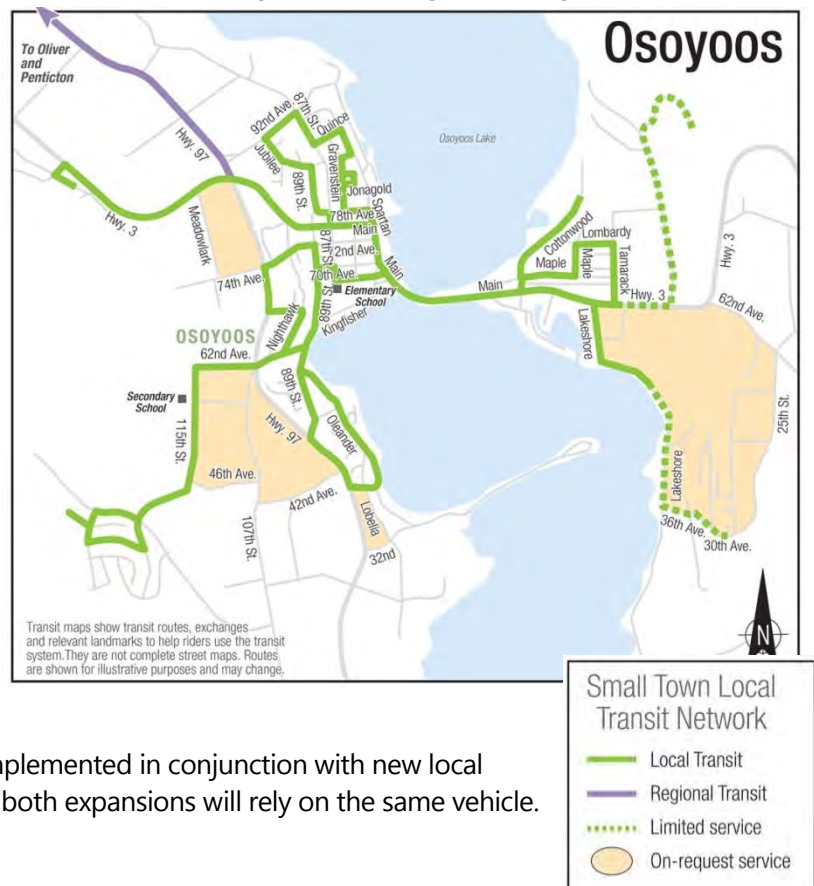 Osoyoos
To Oliver
and
Penticton
Hwy. 97
92nd Ave.
87th St.
Quince
Jubilee
Gravenstein
89th St.
Jonagold
Spartan
78th Ave
Main
Osoyoos Lake
Hwy. 3
Meadowlark
87th St.
72nd Ave.
Main
74th Ave.
70th Ave.
Elementary
School
89th St.
Kingfisher
Nighthawk
OSOYOOS
62nd Ave.
Secondary
School
115th St.
89th St.
Oleander
Hwy. 97
46th Ave.
42nd Ave.
Lobelia
107th St.
32nd
Cottonwood
Lombardy
Maple
Maple
Tamarack
Main
Hwy. 3
Hwy. 3
Lakeshore
62nd Ave.
25th St.
Lakeshore
36th Ave.
30th Ave.
N
Transit maps show transit routes, exchanges
and relevant landmarks to help riders use the transit
system.They are not complete street maps. Routes
are shown for illustrative purposes and may change.
Small Town Local
Transit Network
Local Transit
Regional Transit
Limited service
On-request service
in conjunction with new local
both expansions will rely on the same vehicle.